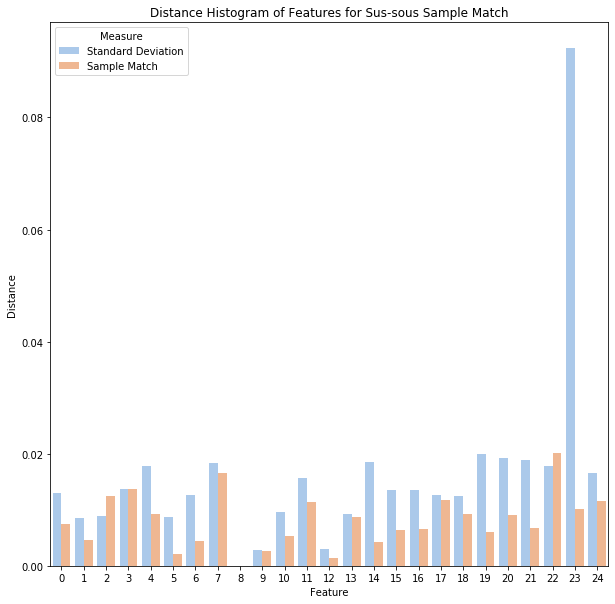 Distance Histogram of Features for Sus-sous Sample Match
Measure
Standard Deviation
Sample Match
0.08
0.06
0.04
0.02
0.00
Distance
0 1 2 3 4 5 6 7 8 9 10 11 12 13 14 15 16 17 18 19 20 21 22 23 24
Feature